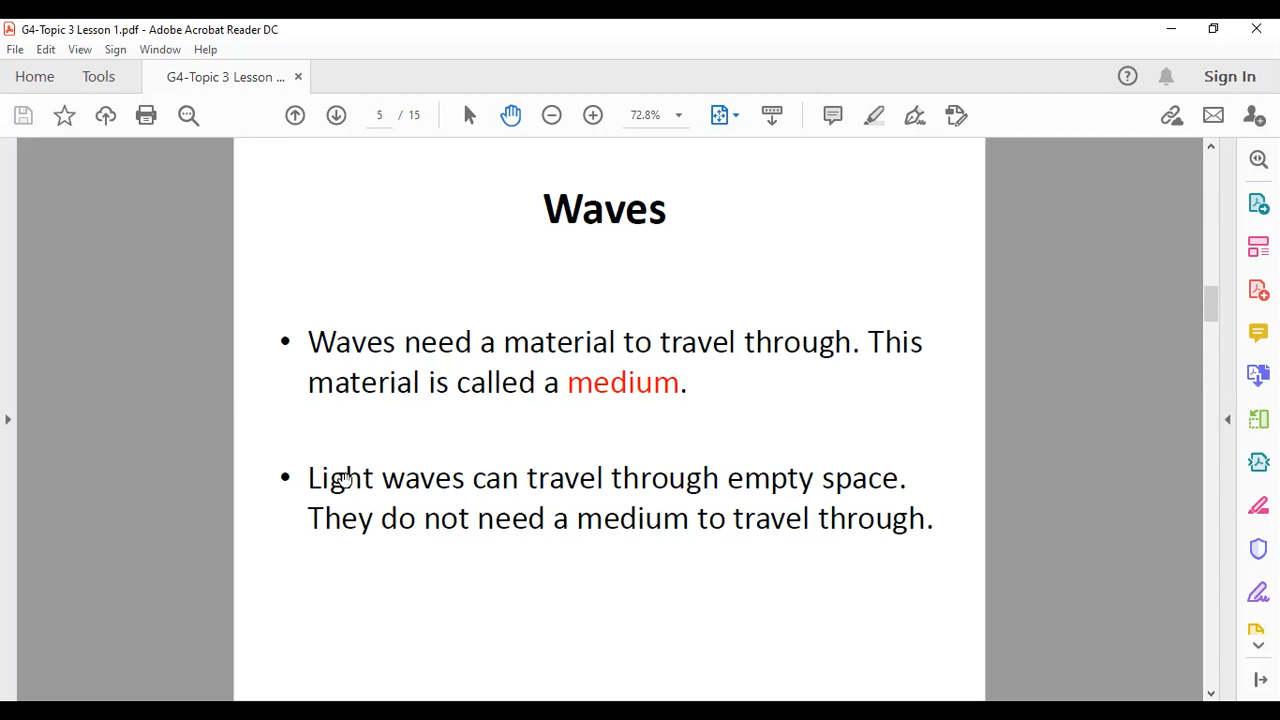 G4-Topic 3 Lesson 1.pdf - Adobe Acrobat Reader DC
File Edit View Sign Window Help
Home Tools G4-Topic 3 Lesson ... × Sign In
5 / 15 72.8%
Waves
• Waves need a material to travel through. This
material is called a medium.
• Light waves can travel through empty space.
They do not need a medium to travel through.